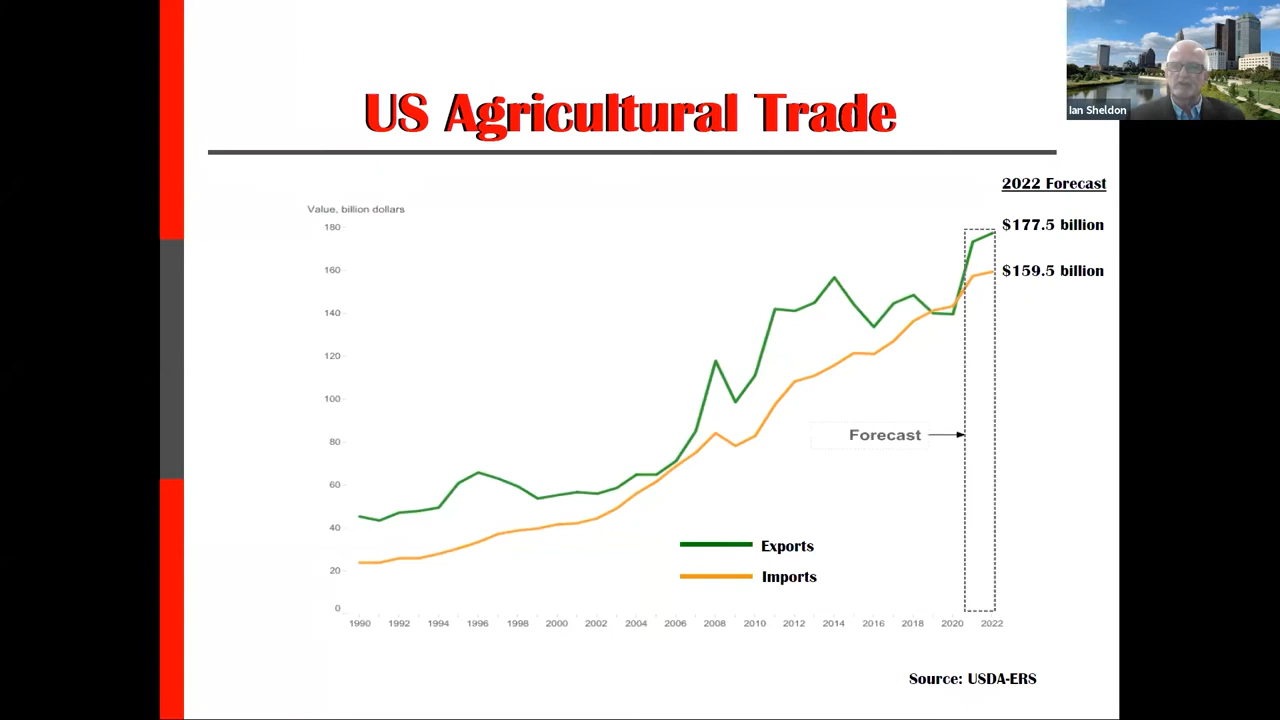 Ian Sheldon
US Agricultural Trade
2022 Forecast
Value, billion dollars
$177.5 billion
$159.5 billion
180
160
140
120
100
80
60
40
20
0
Forecast
Exports
Imports
1990 1992 1994 1996 1998 2000 2002 2004 2006 2008 2010 2012 2014 2016 2018 2020 2022
Source: USDA-ERS